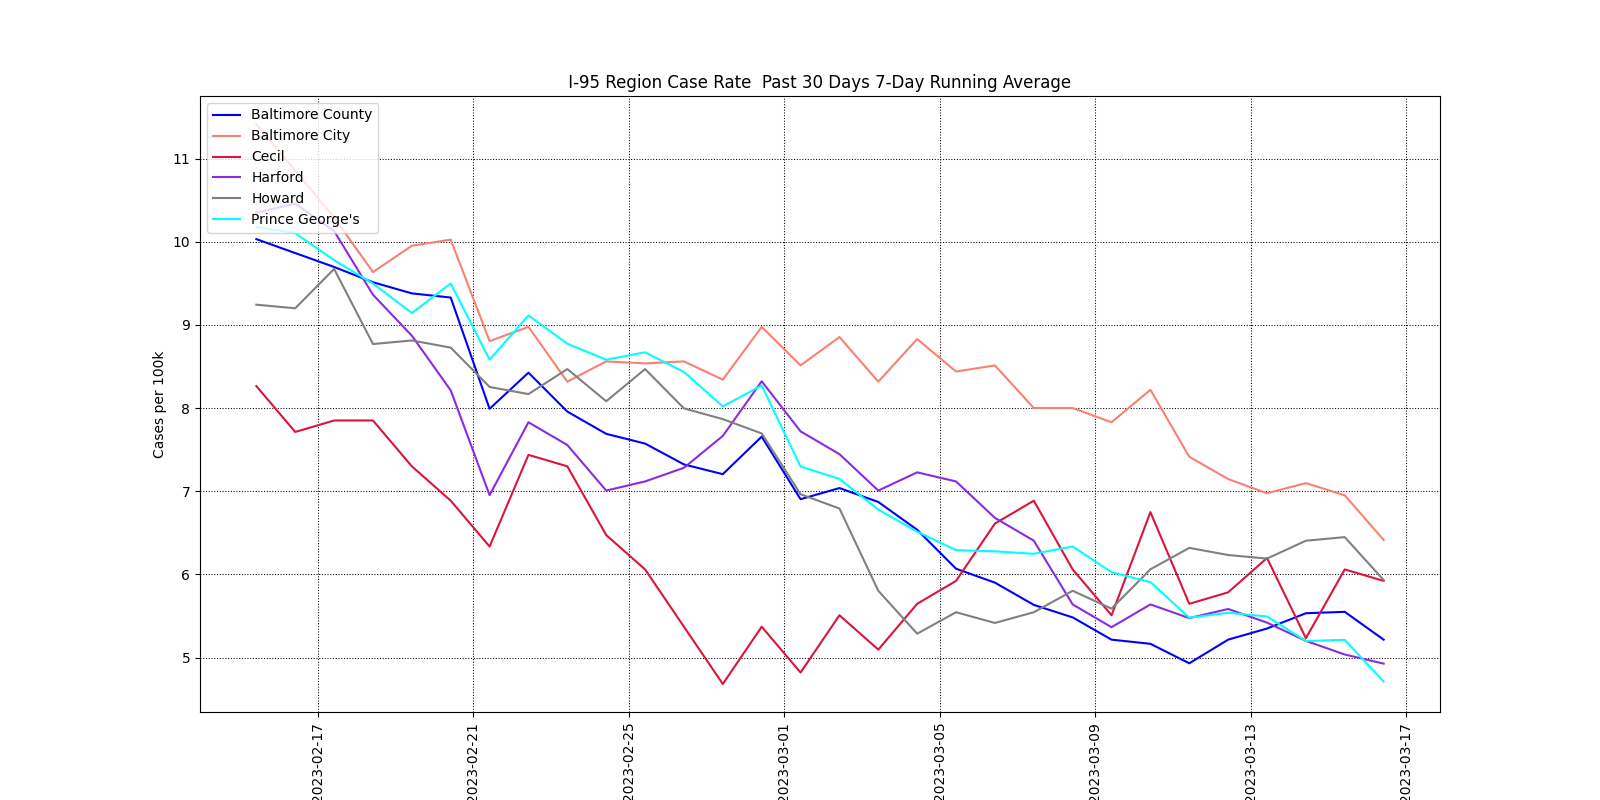 I-95 Region Case Rate  Past 30 Days 7-Day Running Average
Baltimore County
Baltimore City
Cecil
Harford
Howard
Prince George's
Cases per 100k
11
10
9
8
7
6
5
2023-02-17
2023-02-21
2023-02-25
2023-03-01
2023-03-05
2023-03-09
2023-03-13
2023-03-17